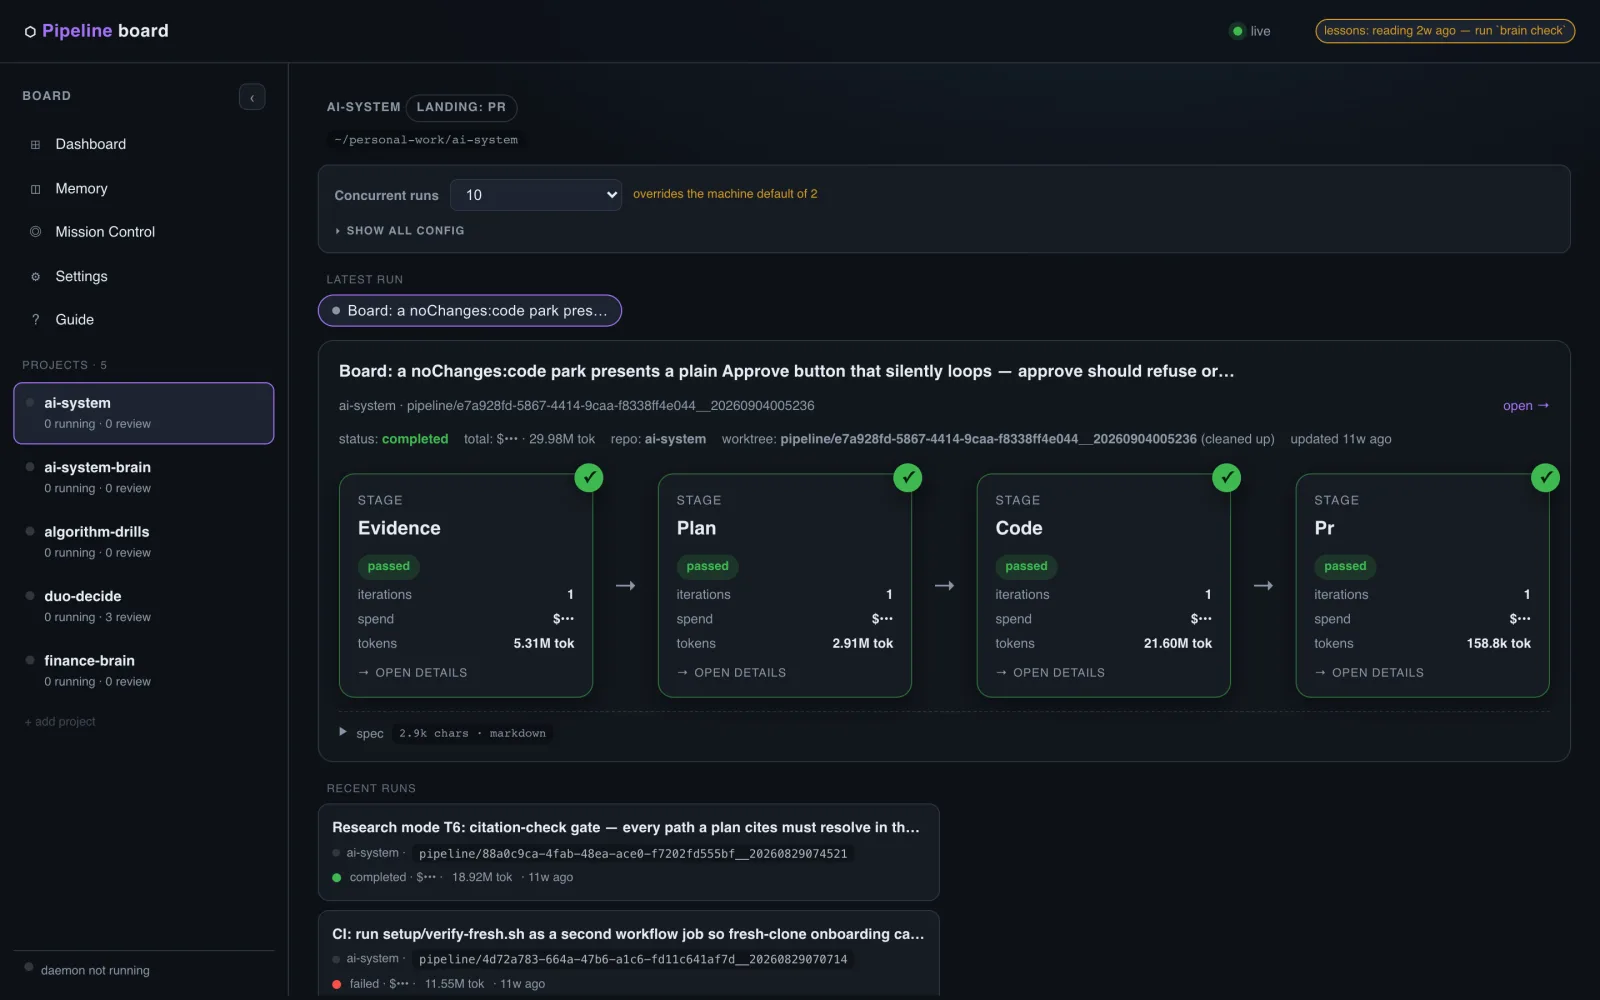 Pipeline board
live
lessons: reading 2w ago — run `brain check`
BOARD
‹
Dashboard
Memory
Mission Control
Settings
? Guide
PROJECTS · 5
ai-system
0 running · 0 review
ai-system-brain
0 running · 0 review
algorithm-drills
0 running · 0 review
duo-decide
0 running · 3 review
finance-brain
0 running · 0 review
+ add project
daemon not running
AI-SYSTEM LANDING: PR
~/personal-work/ai-system
Concurrent runs 10 overrides the machine default of 2
SHOW ALL CONFIG
LATEST RUN
Board: a noChanges:code park pres…
Board: a noChanges:code park presents a plain Approve button that silently loops — approve should refuse or…
ai-system · pipeline/e7a928fd-5867-4414-9caa-f8338ff4e044__20260904005236
open →
status: completed total: $••• · 29.98M tok repo: ai-system worktree: pipeline/e7a928fd-5867-4414-9caa-f8338ff4e044__20260904005236 (cleaned up) updated 11w ago
STAGE
Evidence
passed
iterations 1
spend $•••
tokens 5.31M tok
→ OPEN DETAILS
→
STAGE
Plan
passed
iterations 1
spend $•••
tokens 2.91M tok
→ OPEN DETAILS
→
STAGE
Code
passed
iterations 1
spend $•••
tokens 21.60M tok
→ OPEN DETAILS
→
STAGE
Pr
passed
iterations 1
spend $•••
tokens 158.8k tok
→ OPEN DETAILS
spec 2.9k chars · markdown
RECENT RUNS
Research mode T6: citation-check gate — every path a plan cites must resolve in th…
ai-system · pipeline/88a0c9ca-4fab-48ea-ace0-f7202fd555bf__20260829074521
completed · $••• · 18.92M tok · 11w ago
CI: run setup/verify-fresh.sh as a second workflow job so fresh-clone onboarding ca…
ai-system · pipeline/4d72a783-664a-47b6-a1c6-fd11c641af7d__20260829070714
failed · $••• · 11.55M tok · 11w ago